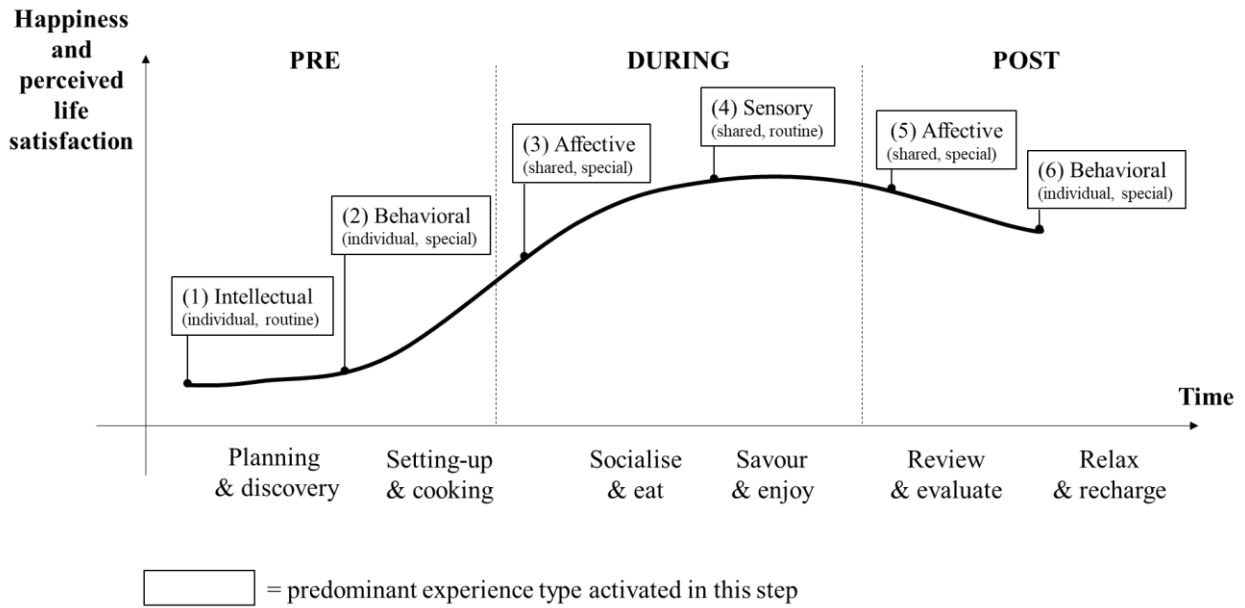 Happiness
and
perceived
life
satisfaction
PRE
DURING
POST
(1) Intellectual
(individual, routine)
(2) Behavioral
(individual, special)
(3) Affective
(shared, special)
(4) Sensory
(shared, routine)
(5) Affective
(shared, special)
(6) Behavioral
(individual, special)
Time
Planning
& discovery
Setting-up
& cooking
Socialise
& eat
Savour
& enjoy
Review
& evaluate
Relax
& recharge
= predominant experience type activated in this step